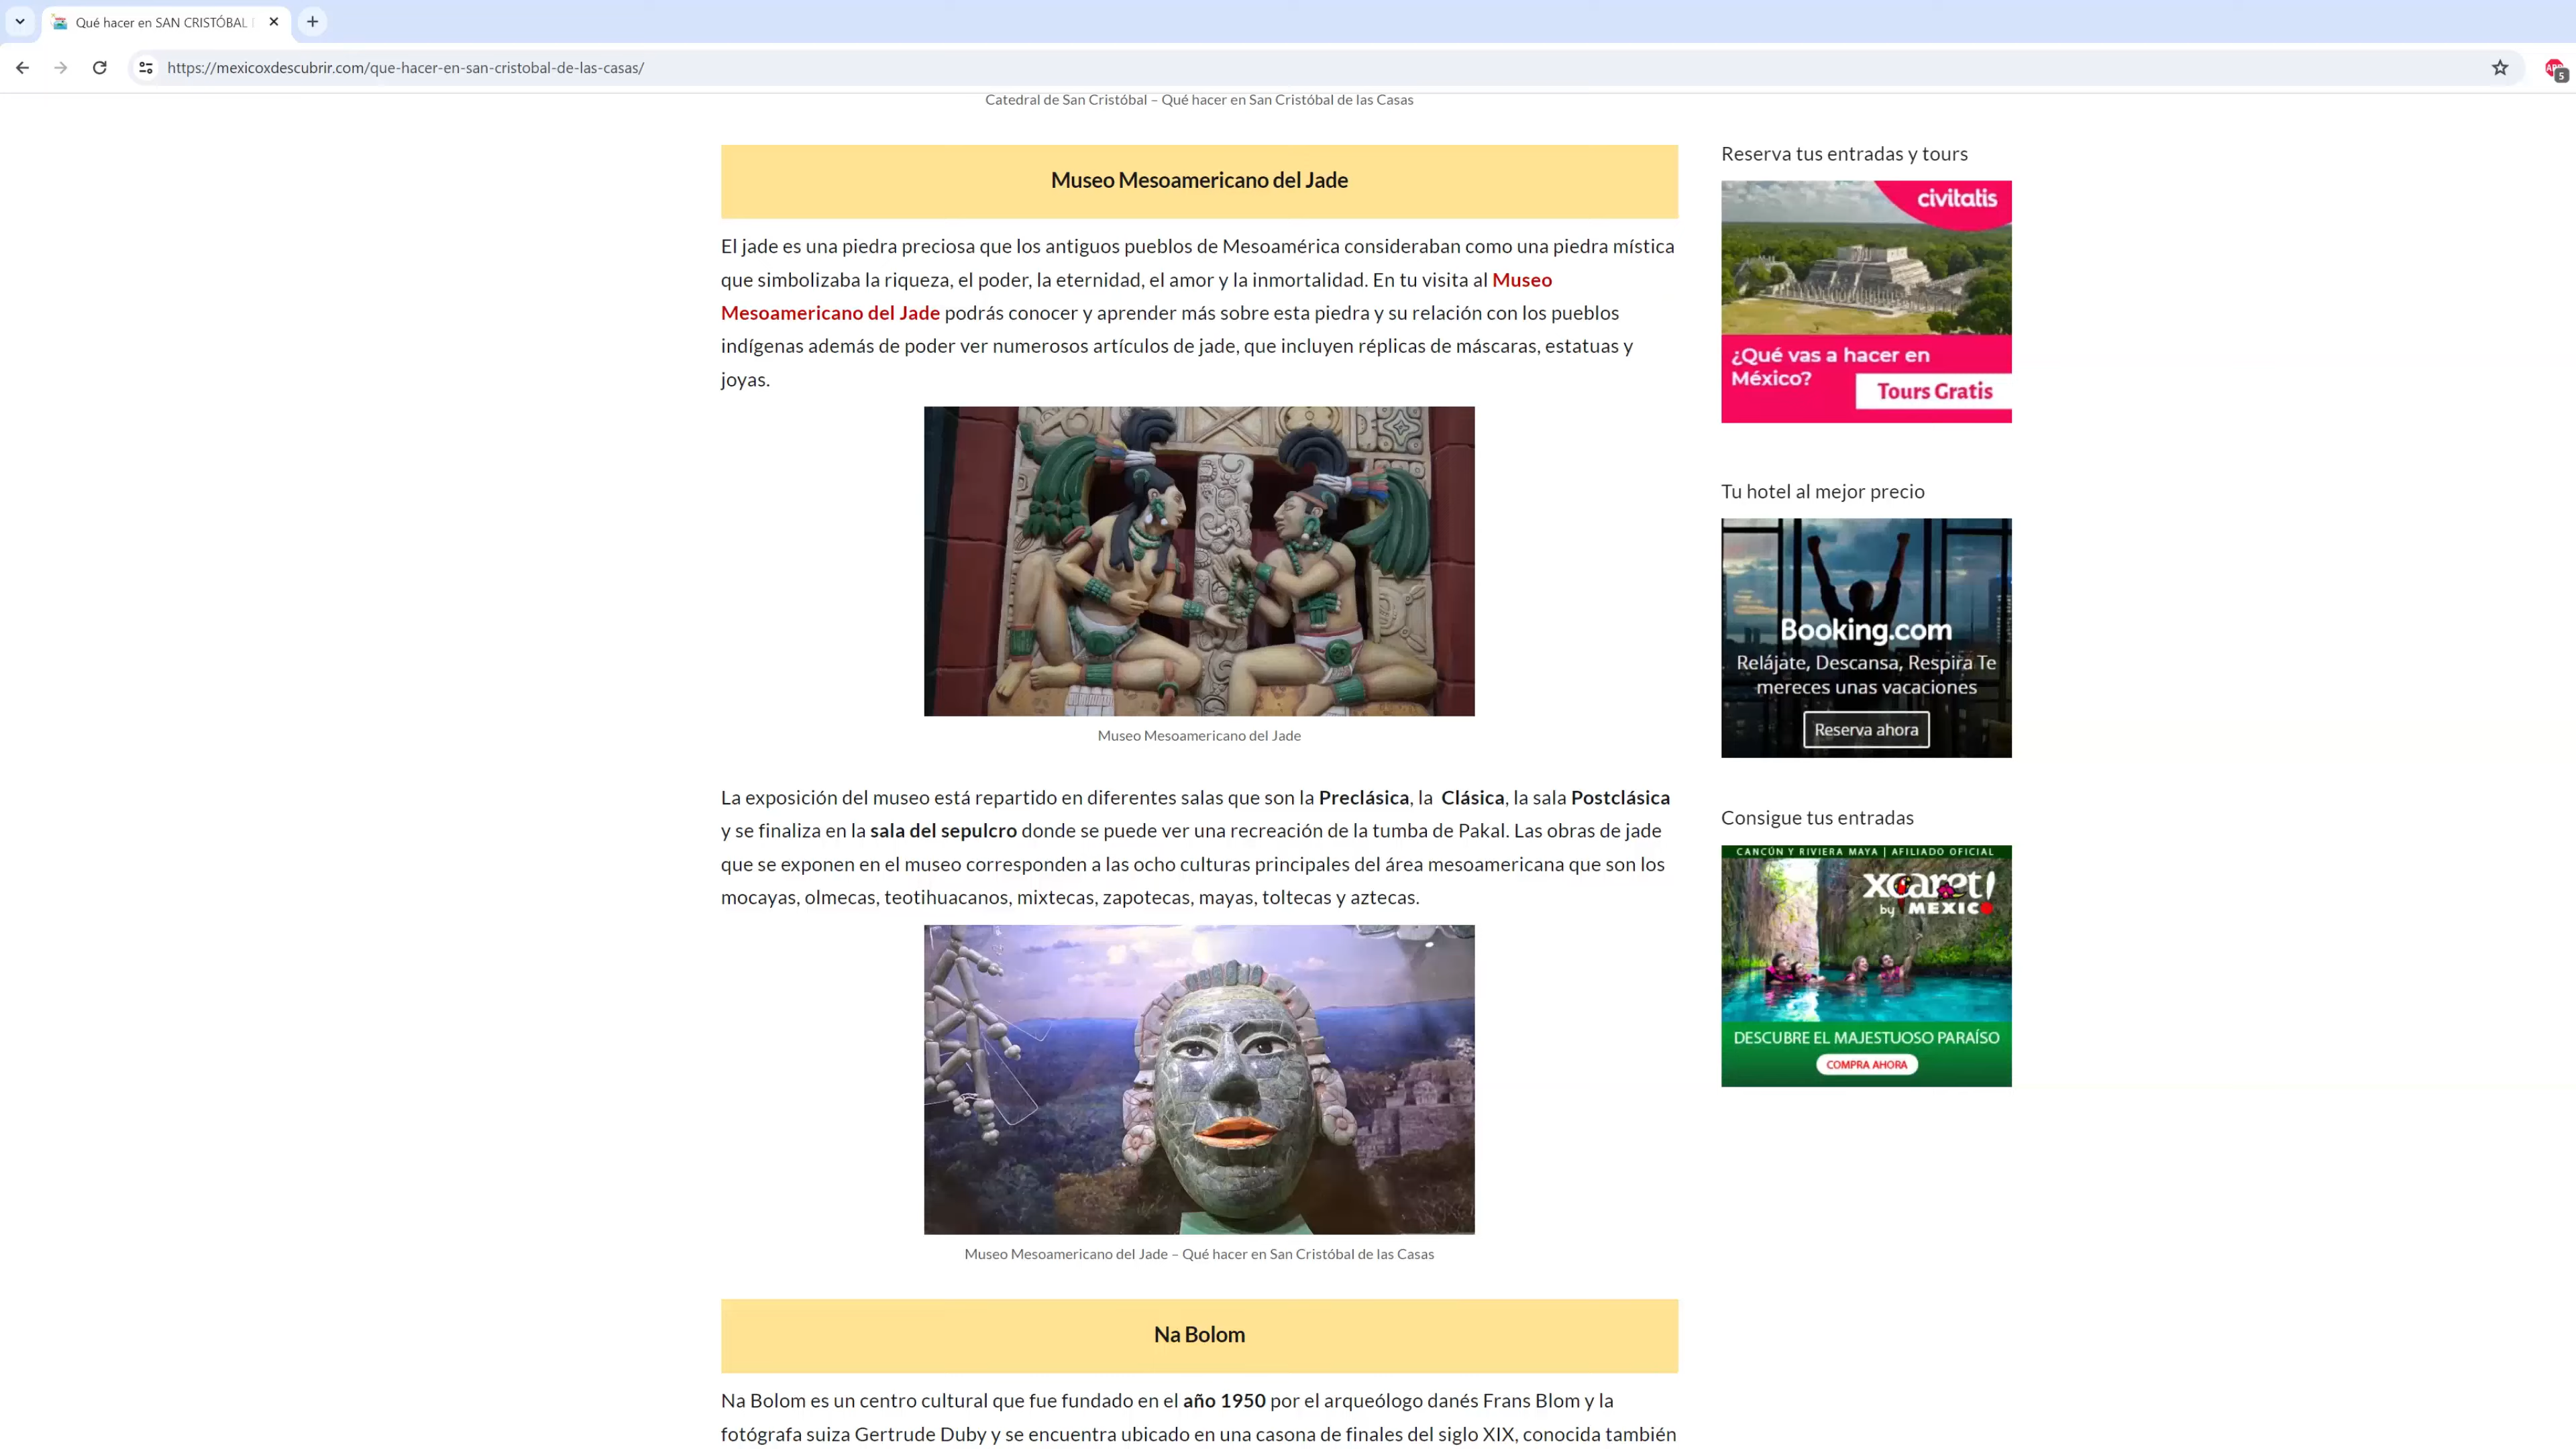 Qué hacer en SAN CRISTÓBAL
https://mexicoxdescubrir.com/que-hacer-en-san-cristobal-de-las-casas/
5
Catedral de San Cristóbal – Qué hacer en San Cristóbal de las Casas
Museo Mesoamericano del Jade
El jade es una piedra preciosa que los antiguos pueblos de Mesoamérica consideraban como una piedra mística
que simbolizaba la riqueza, el poder, la eternidad, el amor y la inmortalidad. En tu visita al Museo
Mesoamericano del Jade podrás conocer y aprender más sobre esta piedra y su relación con los pueblos
indígenas además de poder ver numerosos artículos de jade, que incluyen réplicas de máscaras, estatuas y
joyas.
Museo Mesoamericano del Jade
La exposición del museo está repartido en diferentes salas que son la Preclásica, la Clásica, la sala Postclásica
y se finaliza en la sala del sepulcro donde se puede ver una recreación de la tumba de Pakal. Las obras de jade
que se exponen en el museo corresponden a las ocho culturas principales del área mesoamericana que son los
mocayas, olmecas, teotihuacanos, mixtecas, zapotecas, mayas, toltecas y aztecas.
Museo Mesoamericano del Jade – Qué hacer en San Cristóbal de las Casas
Na Bolom
Na Bolom es un centro cultural que fue fundado en el año 1950 por el arqueólogo danés Frans Blom y la
fotógrafa suiza Gertrude Duby y se encuentra ubicado en una casona de finales del siglo XIX, conocida también
Reserva tus entradas y tours
civitatis
¿Qué vas a hacer en
México?
Tours Gratis
Tu hotel al mejor precio
Booking.com
Relájate, Descansa, Respira Te
mereces unas vacaciones
Reserva ahora
Consigue tus entradas
CANCÚN Y RIVIERA MAYA | AFILIADO OFICIAL
xcaret!
by MEXICO
DESCUBRE EL MAJESTUOSO PARAÍSO
COMPRA AHORA